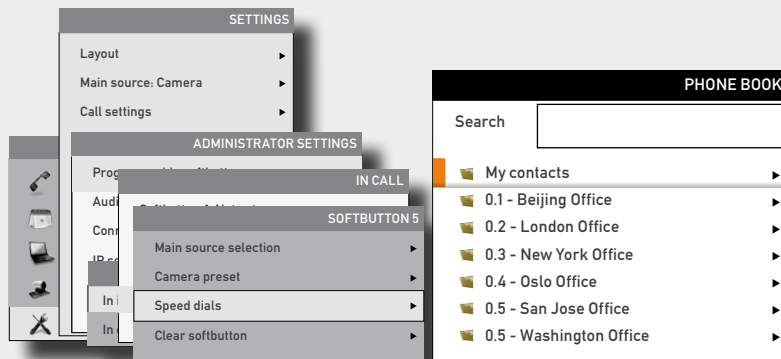 SETTINGS
Layout
Main source: Camera
Call settings
ADMINISTRATOR SETTINGS
IN CALL
SOFTBUTTON 5
Main source selection
Camera preset
Speed dials
Clear softbutton
In
In
PHONE BOOK
Search
My contacts
0.1 - Beijing Office
0.2 - London Office
0.3 - New York Office
0.4 - Oslo Office
0.5 - San Jose Office
0.5 - Washington Office